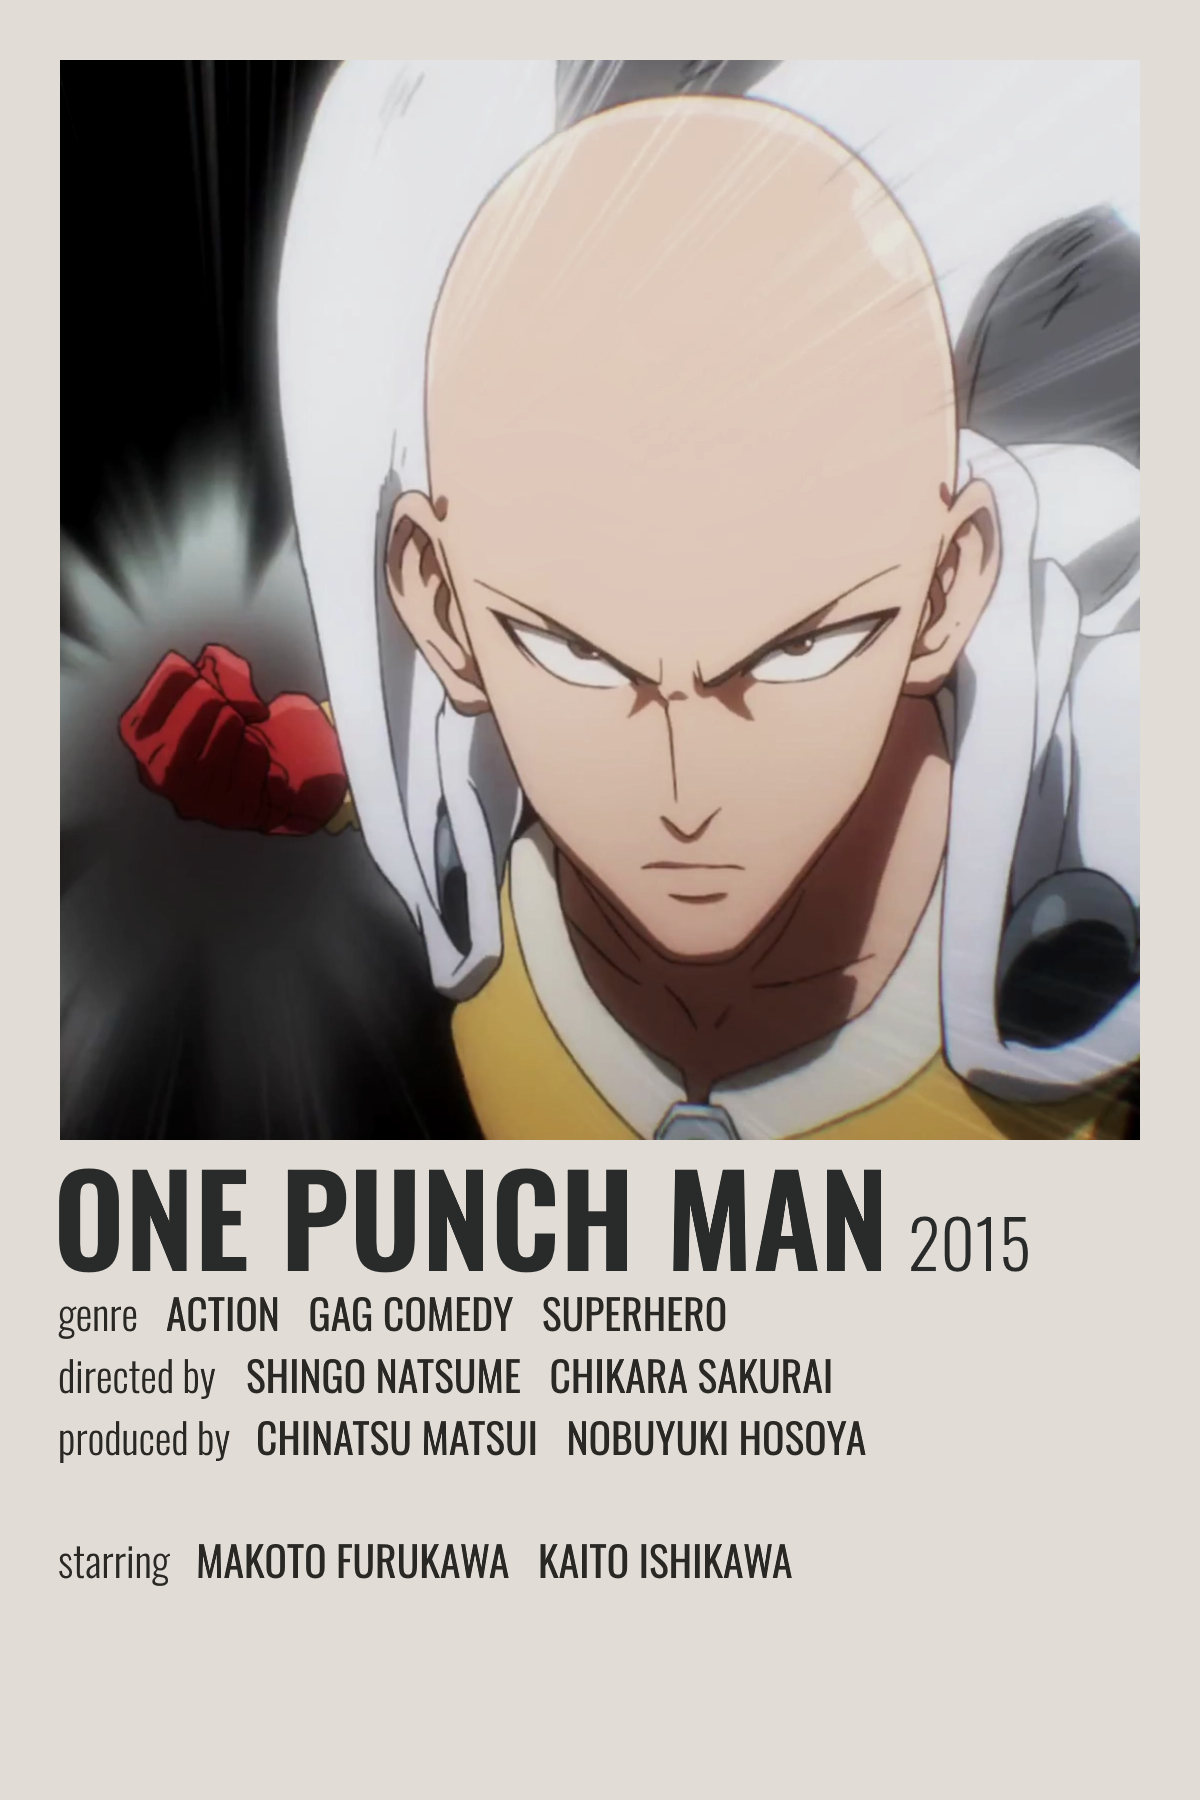 ONE PUNCH MAN 2015
genre ACTION GAG COMEDY SUPERHERO
directed by SHINGO NATSUME CHIKARA SAKURAI
produced by CHINATSU MATSUI NOBUYUKI HOSOYA
starring MAKOTO FURUKAWA KAITO ISHIKAWA